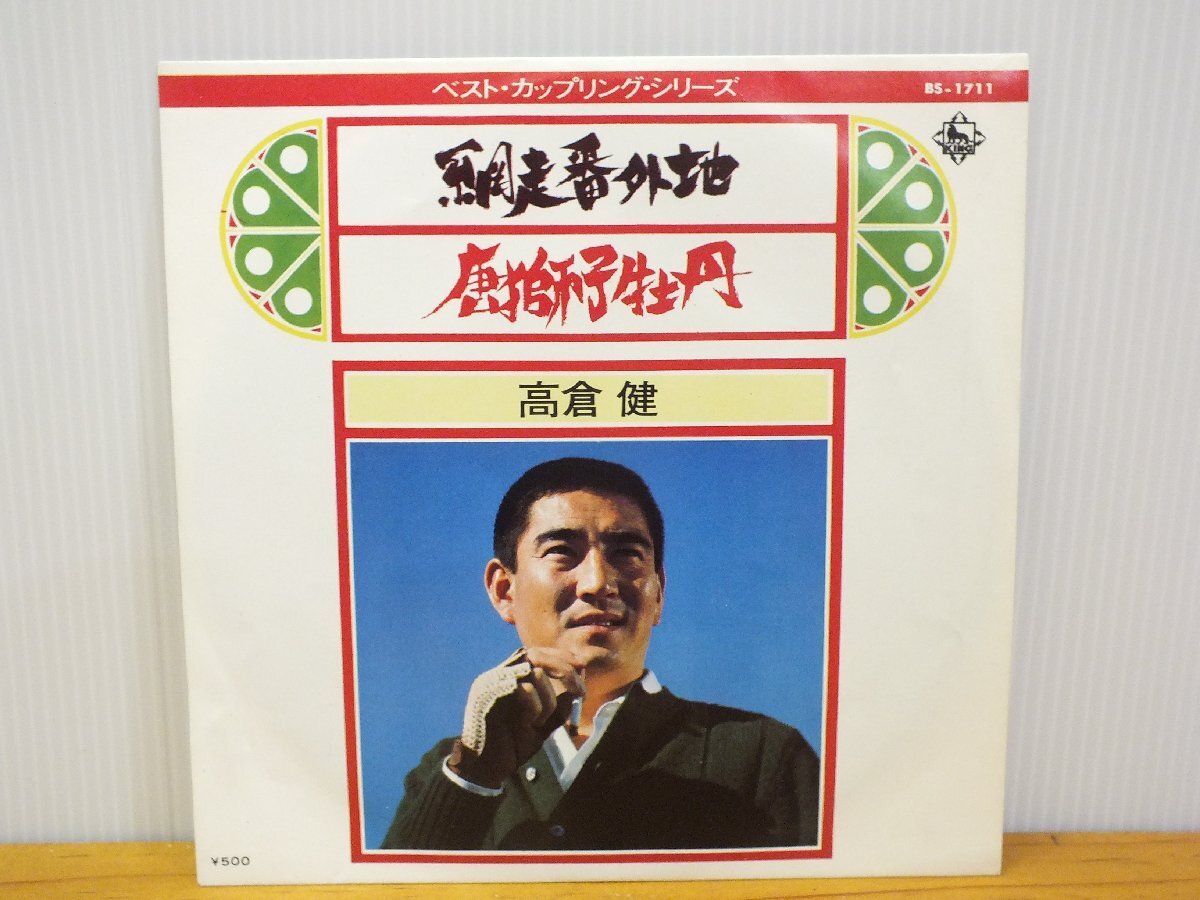 ベスト・カップリング・シリーズ
BS-1711
KING
網走番外地
唐獅子牡丹
高倉 健
¥500